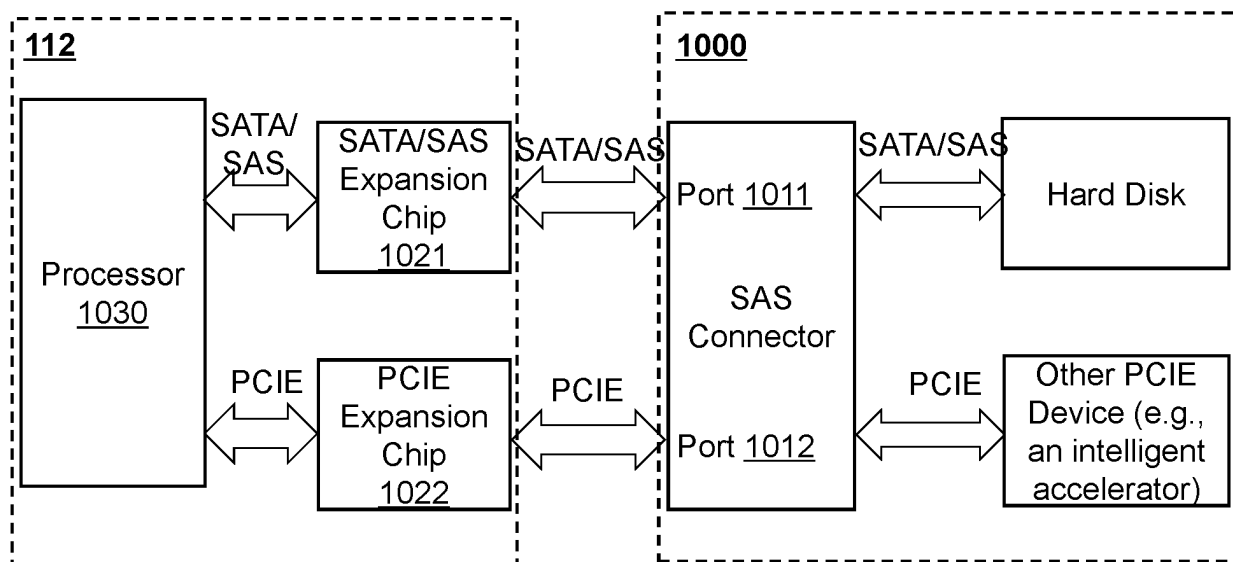 112
1000
SATA/
SAS
SATA/SAS
Expansion
Chip
1021
SATA/SAS
Port 1011
SATA/SAS
Hard Disk
Processor
1030
SAS
Connector
PCIE
PCIE
Expansion
Chip
1022
PCIE
Port 1012
PCIE
Other PCIE
Device (e.g.,
an intelligent
accelerator)